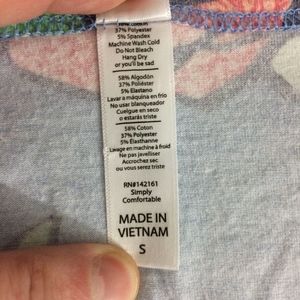 58% Cotton
37% Polyester
5% Spandex
Machine Wash Cold
Do Not Bleach
Hang Dry
or you'll be sad
58% Algodón
37% Poliéster
5% Elastano
Lavar a máquina en frío
No usar blanqueador
Cuelgue en seco
o estarás triste
58% Coton
37% Polyester
5% Elasthanne
Lavage en machine à froid
Ne pas javelliser
Accrochez sec
ou vous serez triste
RN#142161
Simply
Comfortable
MADE IN
VIETNAM
S